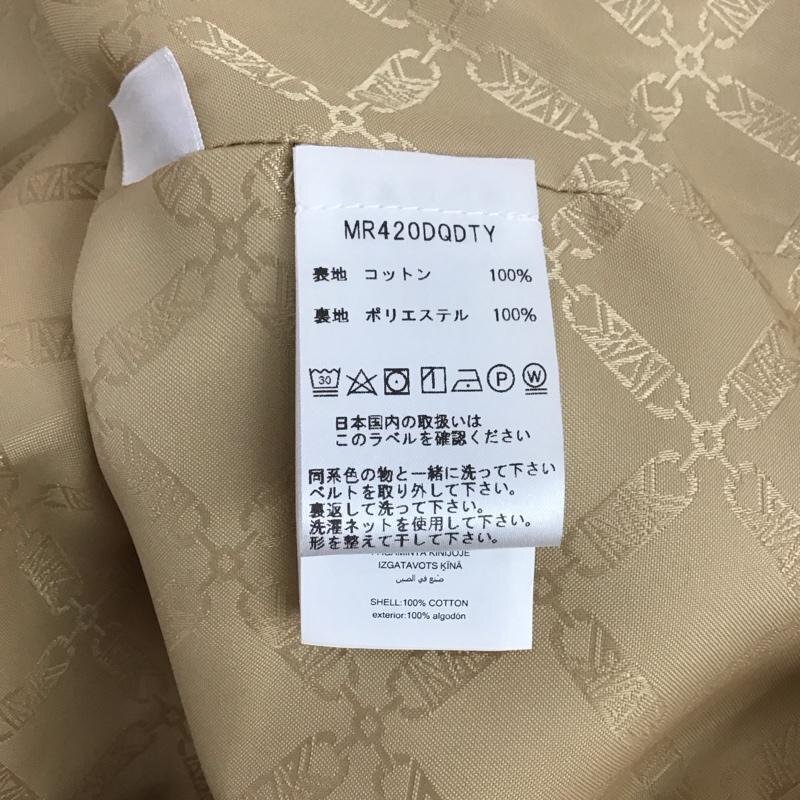 MR420DQDTY
表地 コットン 100%
裏地 ポリエステル 100%
30
P
W
日本国内の取扱いは
このラベルを確認ください
同系色の物と一緒に洗って下さい
ベルトを取り外して下さい。
裏返して洗って下さい。
洗濯ネットを使用して下さい。
形を整えて干して下さい。
PAGAMINTA KINIJOJE
IZGATAVOTS ĶĪNĀ
صنع في الصين
SHELL:100% COTTON
exterior:100% algodón